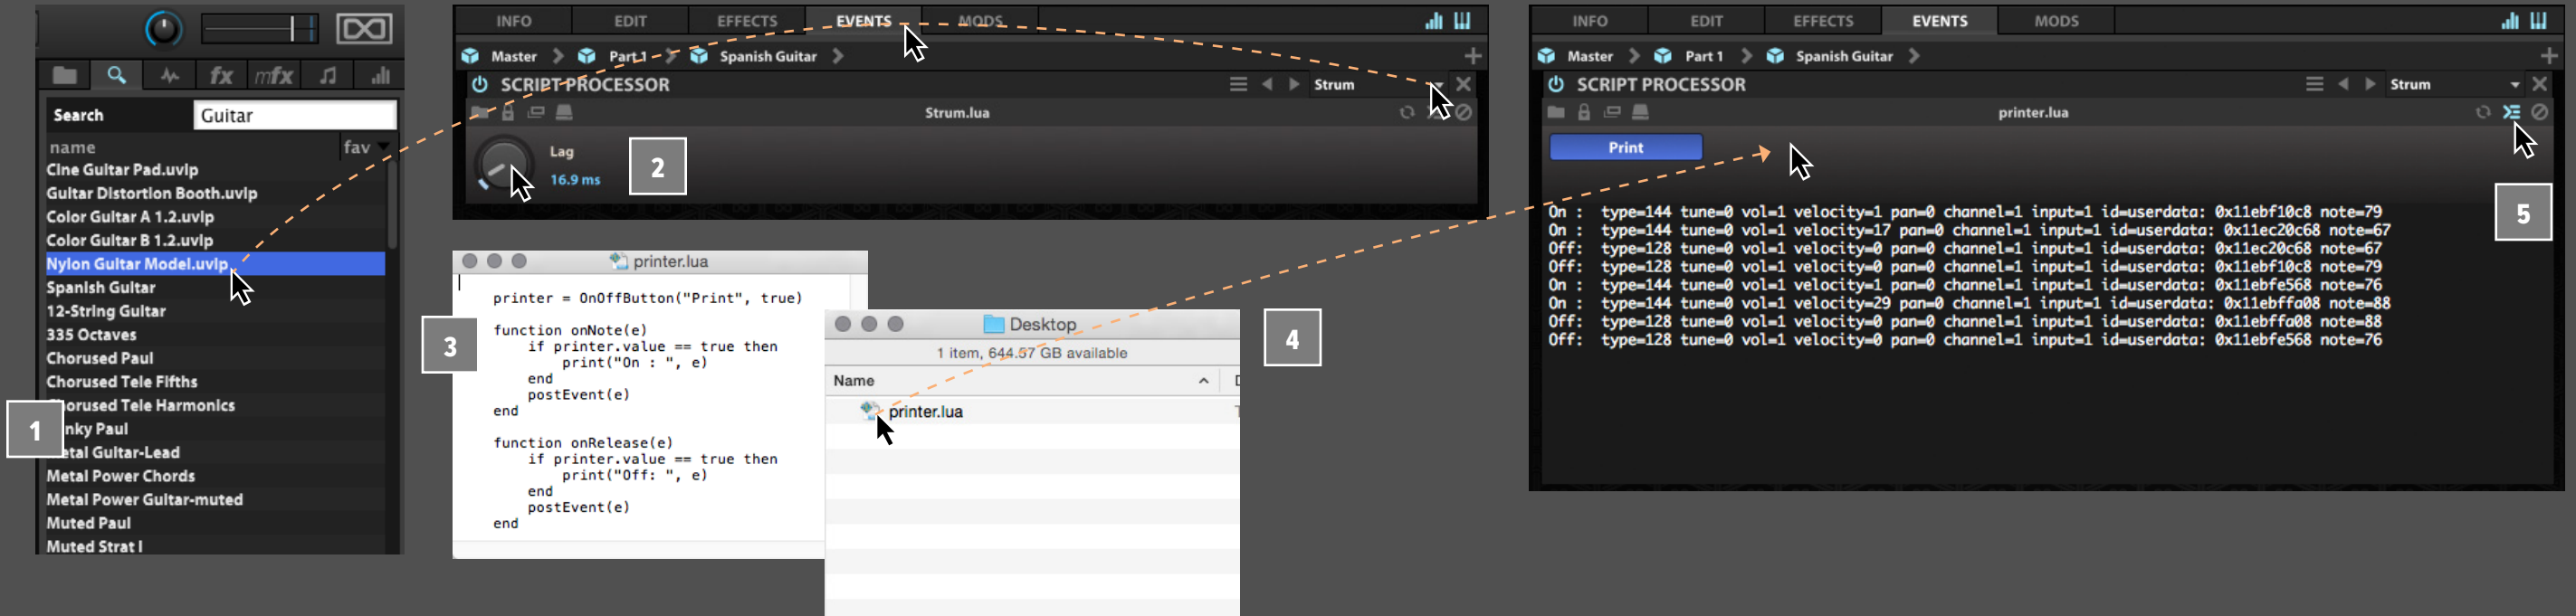 Search Guitar
name fav
Cine Guitar Pad.uvip
Guitar Distortion Booth.uvip
Color Guitar A 1.2.uvip
Color Guitar B 1.2.uvip
Nylon Guitar Model.uvip
Spanish Guitar
12-String Guitar
335 Octaves
Chorused Paul
Chorused Tele Fifths
horused Tele Harmonics
nky Paul
etal Guitar-Lead
Metal Power Chords
Metal Power Guitar-muted
Muted Paul
Muted Strat I
fx mfx
1
INFO EDIT EFFECTS EVENTS MODS
Master Part 1 Spanish Guitar
SCRIPT PROCESSOR Strum
Strum.lua
Lag
16.9 ms
2
printer.lua
printer = OnOffButton("Print", true)
function onNote(e)
if printer.value == true then
print("On : ", e)
end
postEvent(e)
end
function onRelease(e)
if printer.value == true then
print("Off: ", e)
end
postEvent(e)
end
3
Desktop
1 item, 644.57 GB available
Name
printer.lua
4
INFO EDIT EFFECTS EVENTS MODS
Master Part 1 Spanish Guitar
SCRIPT PROCESSOR Strum
printer.lua
Print
5
On : type=144 tune=0 vol=1 velocity=1 pan=0 channel=1 input=1 id=userdata: 0x11ebf10c8 note=79
On : type=144 tune=0 vol=1 velocity=17 pan=0 channel=1 input=1 id=userdata: 0x11ec20c68 note=67
Off: type=128 tune=0 vol=1 velocity=0 pan=0 channel=1 input=1 id=userdata: 0x11ec20c68 note=67
Off: type=128 tune=0 vol=1 velocity=0 pan=0 channel=1 input=1 id=userdata: 0x11ebf10c8 note=79
On : type=144 tune=0 vol=1 velocity=1 pan=0 channel=1 input=1 id=userdata: 0x11ebfe568 note=76
On : type=144 tune=0 vol=1 velocity=29 pan=0 channel=1 input=1 id=userdata: 0x11ebffa08 note=88
Off: type=128 tune=0 vol=1 velocity=0 pan=0 channel=1 input=1 id=userdata: 0x11ebffa08 note=88
Off: type=128 tune=0 vol=1 velocity=0 pan=0 channel=1 input=1 id=userdata: 0x11ebfe568 note=76